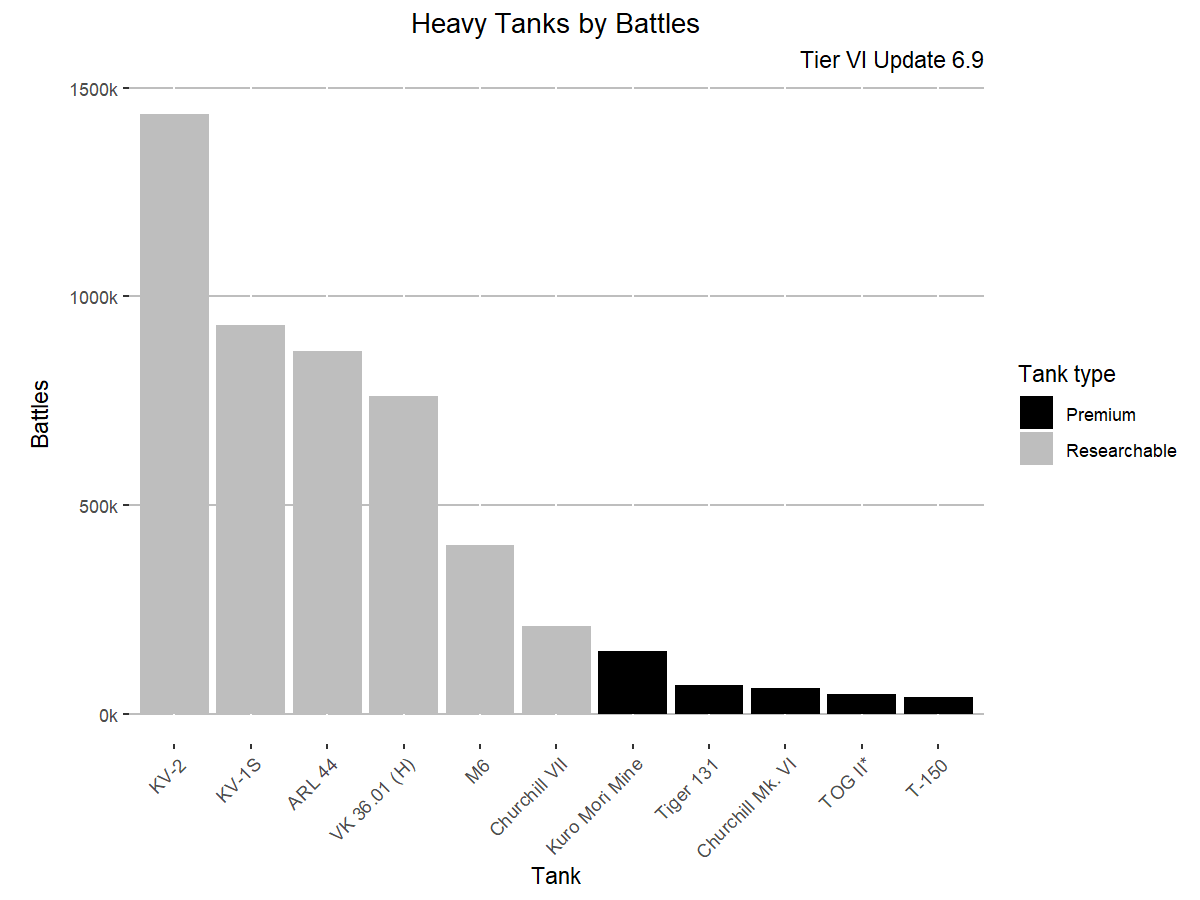 Heavy Tanks by Battles
Tier VI Update 6.9
1500k
1000k
500k
0k
Battles
KV-2
KV-1S
ARL 44
VK 36.01 (H)
M6
Churchill VII
Kuro Mori Mine
Tiger 131
Churchill Mk. VI
TOG II*
T-150
Tank
Tank type
Premium
Researchable